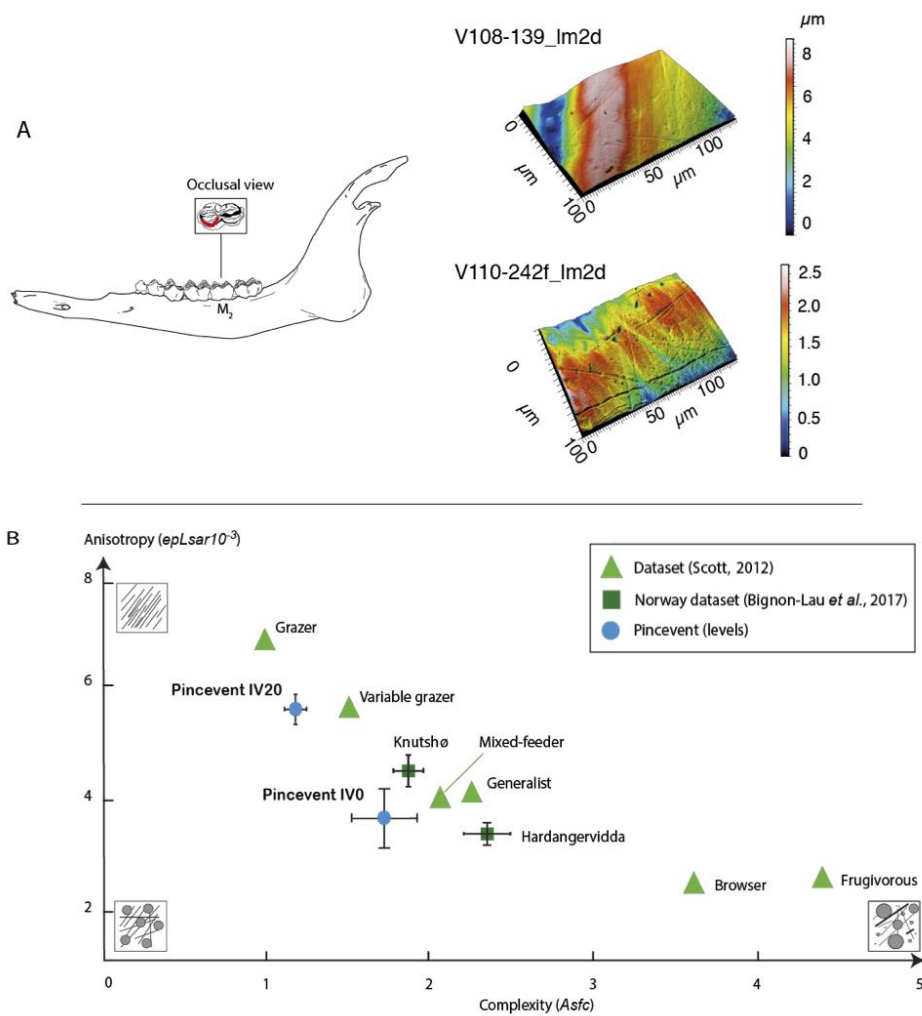 A
Occlusal view
M2
V108-139_lm2d
µm
8
6
4
2
0
0
µm
100
0
50
µm
100
V110-242f_lm2d
2.5
2.0
1.5
1.0
0.5
0
0
µm
100
0
50
µm
100
B
Anisotropy (epLsar10-3)
8
6
4
2
Dataset (Scott, 2012)
Norway dataset (Bignon-Lau et al., 2017)
Pincevent (levels)
Grazer
Pincevent IV20
Variable grazer
Knutshø
Mixed-feeder
Generalist
Pincevent IV0
Hardangervidda
Browser
Frugivorous
0
1
2
3
4
5
Complexity (Asfc)